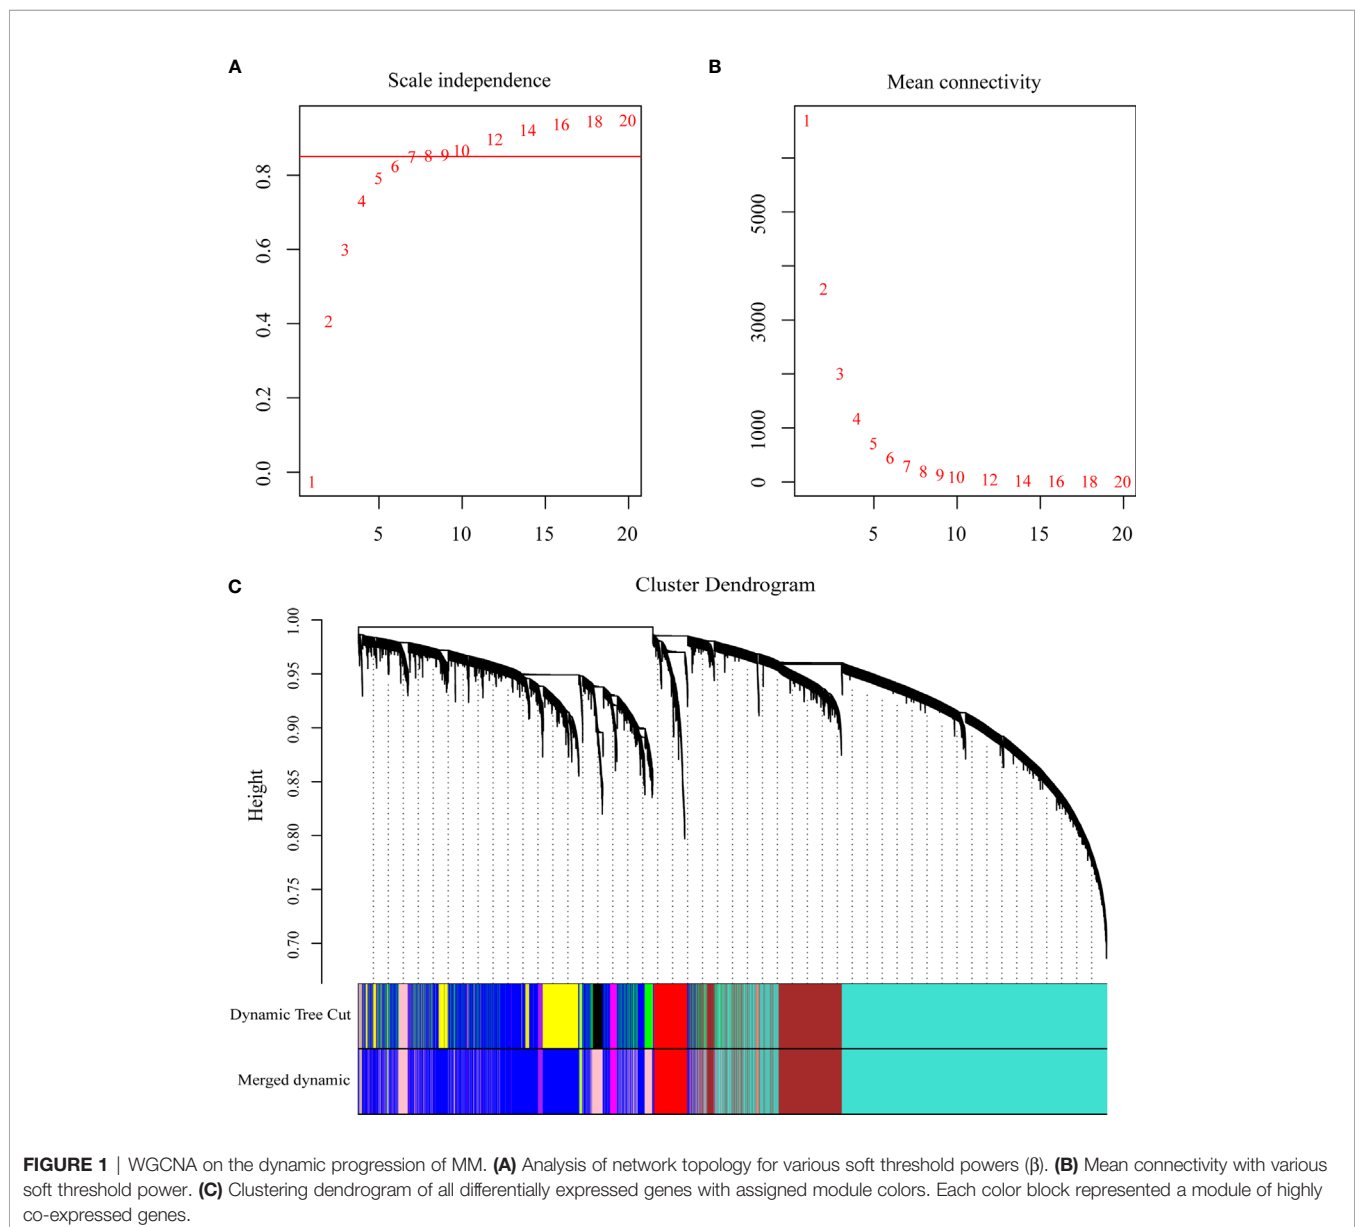 A
Scale independence
0.0 0.2 0.4 0.6 0.8
1 2 3 4 5 6 7 8 9 10 12 14 16 18 20
5 10 15 20
B
Mean connectivity
0 1000 3000 5000
1 2 3 4 5 6 7 8 9 10 12 14 16 18 20
5 10 15 20
C
Cluster Dendrogram
Height
0.70 0.75 0.80 0.85 0.90 0.95 1.00
Dynamic Tree Cut
Merged dynamic
FIGURE 1 | WGCNA on the dynamic progression of MM. (A) Analysis of network topology for various soft threshold powers (β). (B) Mean connectivity with various
soft threshold power. (C) Clustering dendrogram of all differentially expressed genes with assigned module colors. Each color block represented a module of highly
co-expressed genes.